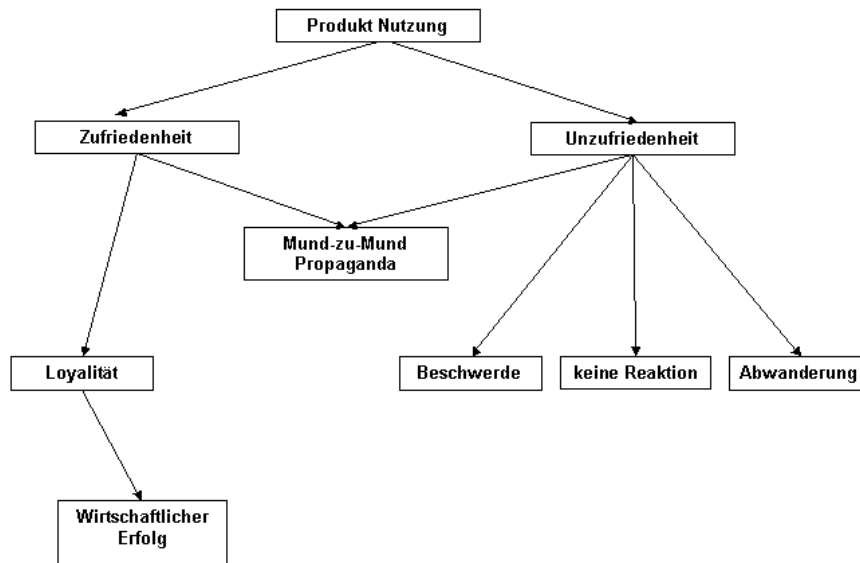 Produkt Nutzung
Zufriedenheit
Unzufriedenheit
Mund-zu-Mund
Propaganda
Loyalität
Beschwerde
keine Reaktion
Abwanderung
Wirtschaftlicher
Erfolg